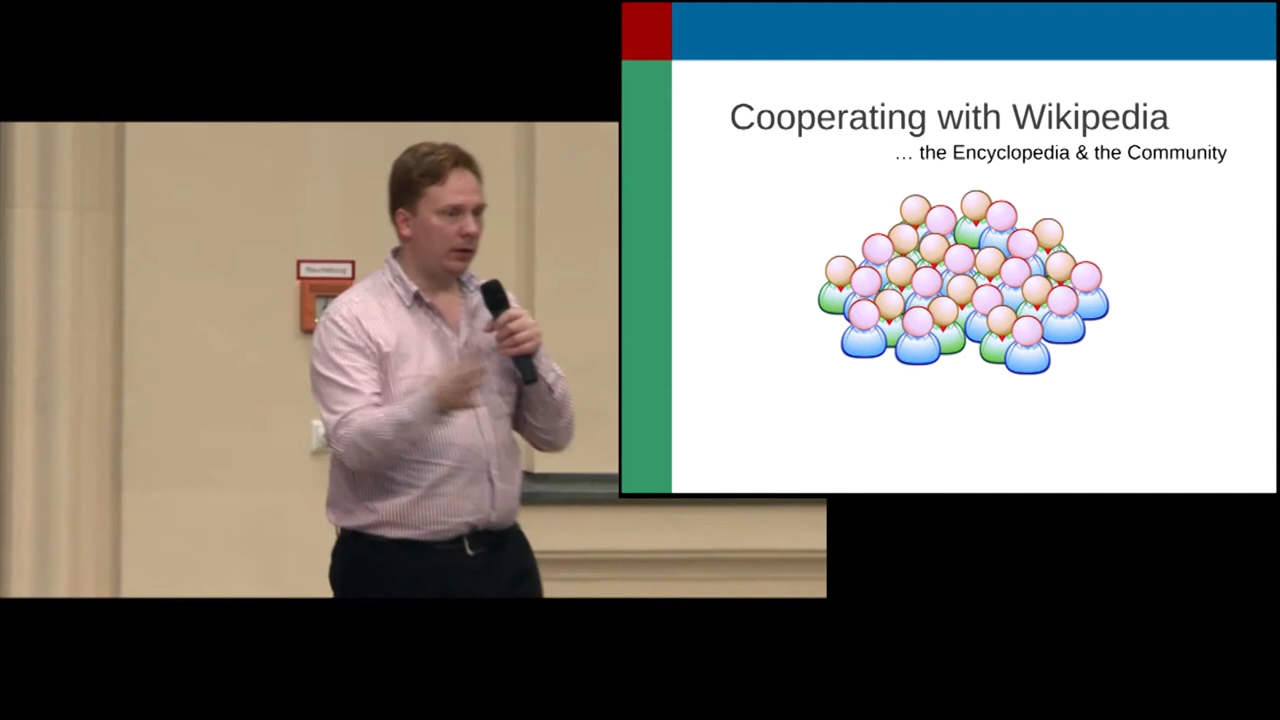 Cooperating with Wikipedia
… the Encyclopedia & the Community